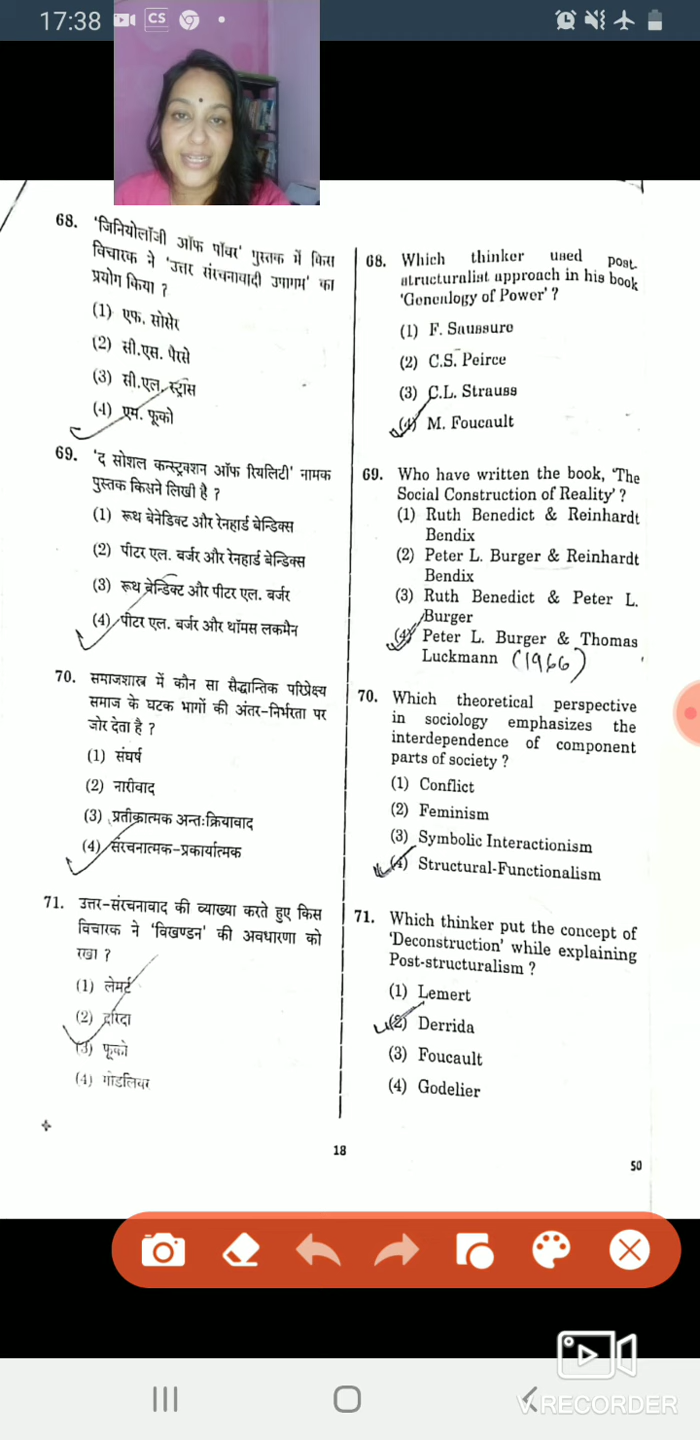 17:38
CS
68. 'जिनियोलॉजी ऑफ पॉवर' पुस्तक में किस
विचारक ने 'उत्तर संरचनावादी उपागम' का
प्रयोग किया ?
(1) एफ. सोसेर
(2) सी.एस. पैरसे
(3) सी.एल. स्ट्रास
(4) एम. फूको
69. 'द सोशल कन्स्ट्रक्शन ऑफ रियलिटी' नामक
पुस्तक किसने लिखी है ?
(1) रूथ बेनेडिक्ट और रेनहार्ड बेन्डिक्स
(2) पीटर एल. बर्जर और रेनहार्ड बेन्डिक्स
(3) रूथ बेन्डिक्ट और पीटर एल. बर्जर
(4) पीटर एल. बर्जर और थॉमस लकमैन
70. समाजशास्त्र में कौन सा सैद्धान्तिक परिप्रेक्ष्य
समाज के घटक भागों की अंतर-निर्भरता पर
जोर देता है ?
(1) संघर्ष
(2) नारीवाद
(3) प्रतीकात्मक अन्तःक्रियावाद
(4) संरचनात्मक-प्रकार्यात्मक
71. उत्तर-संरचनावाद की व्याख्या करते हुए किस
विचारक ने 'विखण्डन' की अवधारणा को
रखा ?
(1) लेमर्ट
(2) दरिदा
(3) फूको
(4) गोडलियर
68. Which thinker used post-
structuralist approach in his book
'Genealogy of Power' ?
(1) F. Saussure
(2) C.S. Peirce
(3) C.L. Strauss
(4) M. Foucault
69. Who have written the book, 'The
Social Construction of Reality' ?
(1) Ruth Benedict & Reinhardt
Bendix
(2) Peter L. Burger & Reinhardt
Bendix
(3) Ruth Benedict & Peter L.
Burger
(4) Peter L. Burger & Thomas
Luckmann (1966)
70. Which theoretical perspective
in sociology emphasizes the
interdependence of component
parts of society ?
(1) Conflict
(2) Feminism
(3) Symbolic Interactionism
(4) Structural-Functionalism
71. Which thinker put the concept of
'Deconstruction' while explaining
Post-structuralism ?
(1) Lemert
(2) Derrida
(3) Foucault
(4) Godelier
18
50
V RECORDER